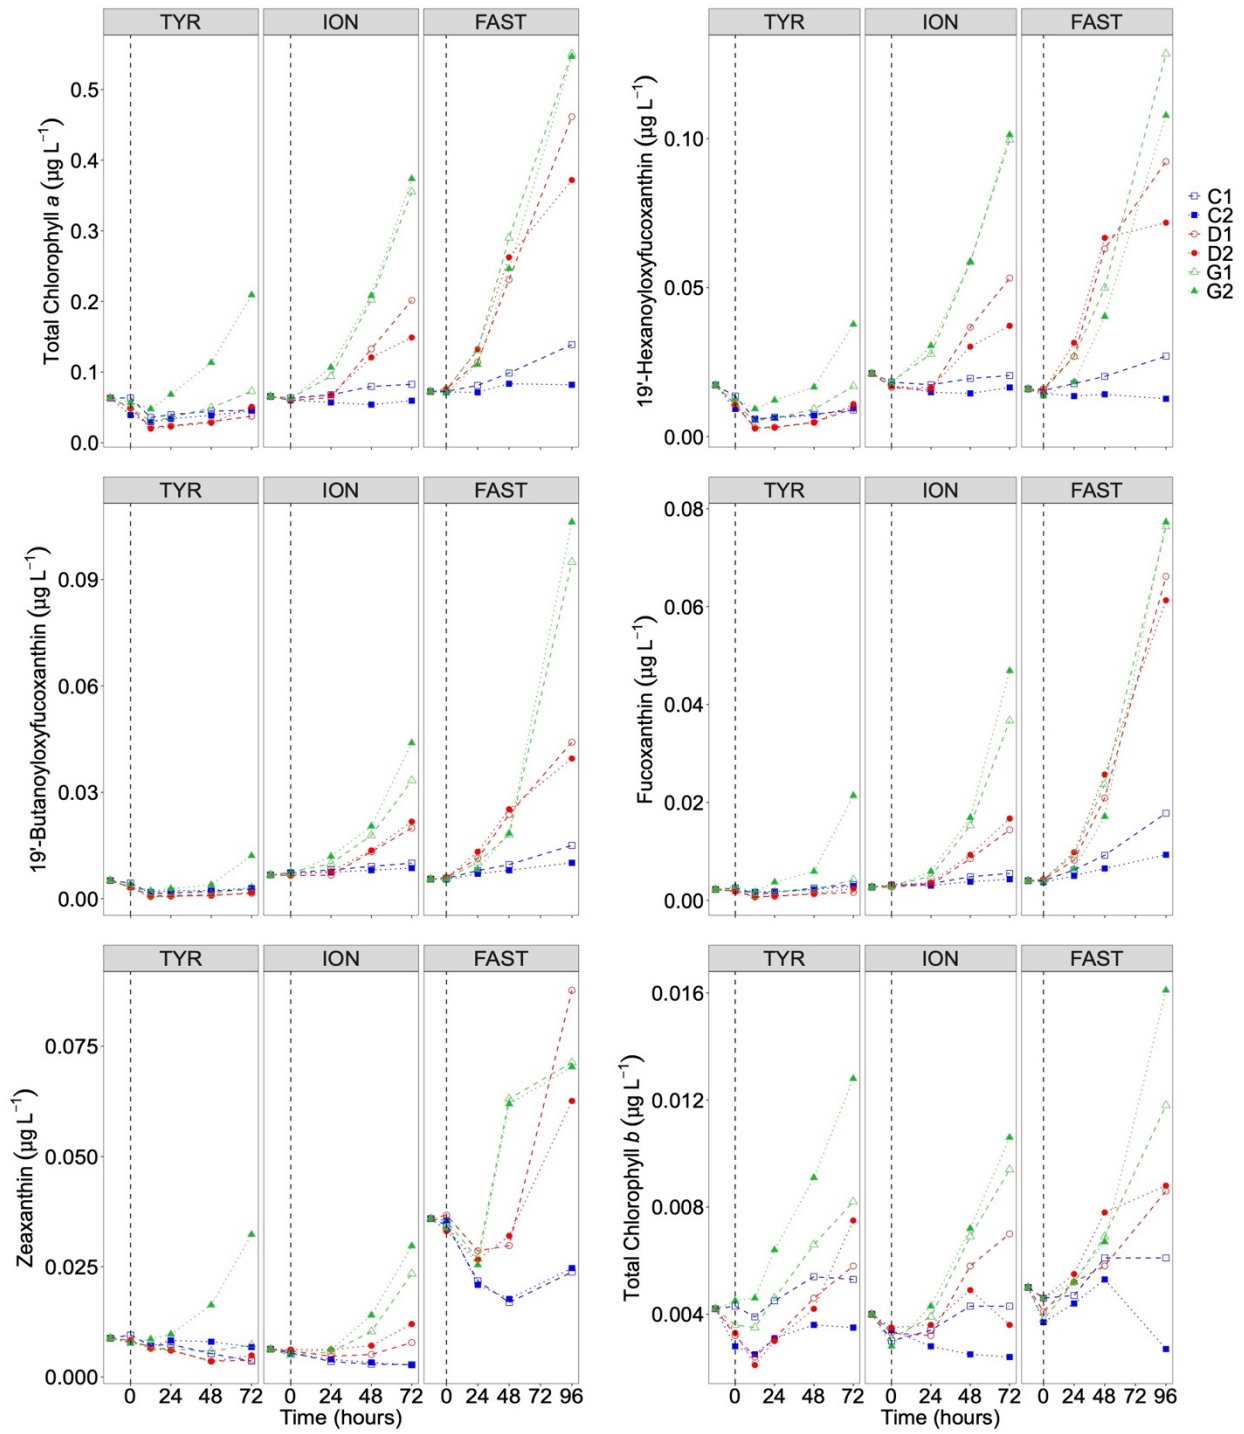 TYR ION FAST
Total Chlorophyll a (µg L⁻¹)
0.5
0.4
0.3
0.2
0.1
0.0
TYR ION FAST
19'-Hexanoyloxyfucoxanthin (µg L⁻¹)
0.10
0.05
0.00
C1
C2
D1
D2
G1
G2
TYR ION FAST
19'-Butanoyloxyfucoxanthin (µg L⁻¹)
0.09
0.06
0.03
0.00
TYR ION FAST
Fucoxanthin (µg L⁻¹)
0.08
0.06
0.04
0.02
0.00
TYR ION FAST
Zeaxanthin (µg L⁻¹)
0.075
0.050
0.025
0.000
0 24 48 72 0 24 48 72 0 24 48 72 96
Time (hours)
TYR ION FAST
Total Chlorophyll b (µg L⁻¹)
0.016
0.012
0.008
0.004
0 24 48 72 0 24 48 72 0 24 48 72 96
Time (hours)